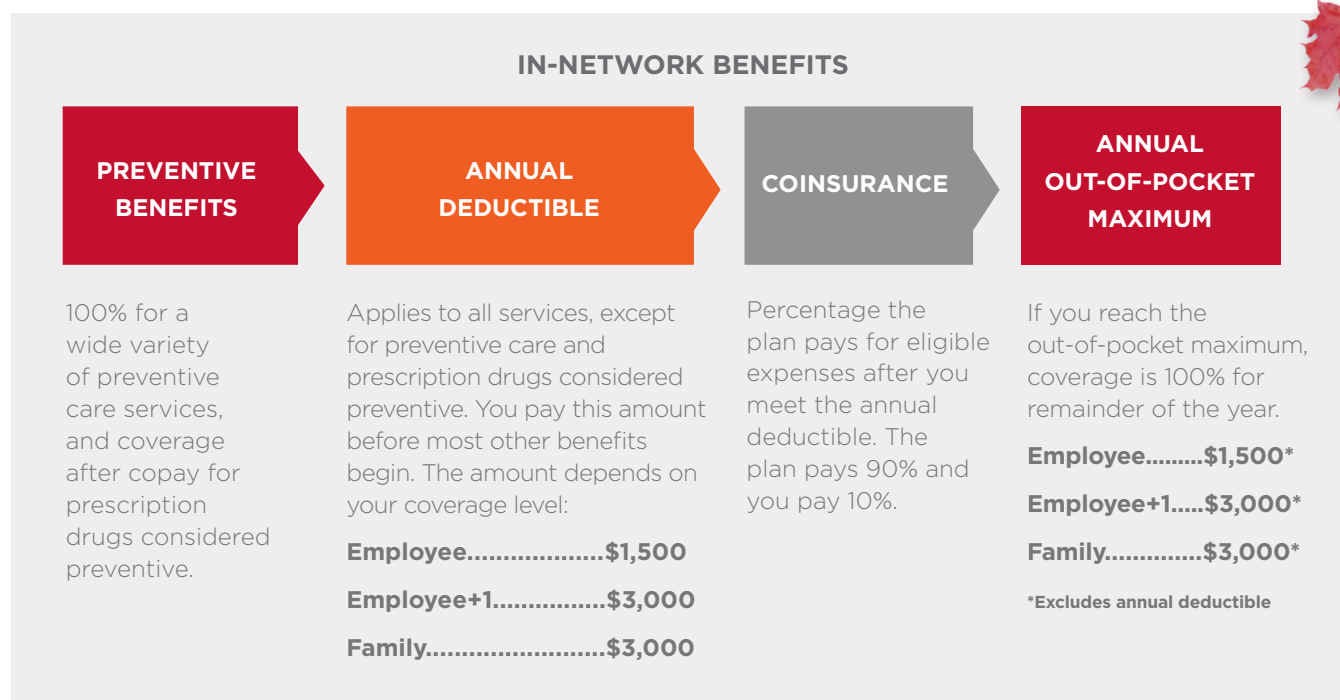 IN-NETWORK BENEFITS
PREVENTIVE
BENEFITS
100% for a
wide variety
of preventive
care services,
and coverage
after copay for
prescription
drugs considered
preventive.
ANNUAL
DEDUCTIBLE
Applies to all services, except
for preventive care and
prescription drugs considered
preventive. You pay this amount
before most other benefits
begin. The amount depends on
your coverage level:
Employee...................$1,500
Employee+1................$3,000
Family.........................$3,000
COINSURANCE
Percentage the
plan pays for eligible
expenses after you
meet the annual
deductible. The
plan pays 90% and
you pay 10%.
ANNUAL
OUT-OF-POCKET
MAXIMUM
If you reach the
out-of-pocket maximum,
coverage is 100% for
remainder of the year.
Employee.........$1,500*
Employee+1.....$3,000*
Family..............$3,000*
*Excludes annual deductible